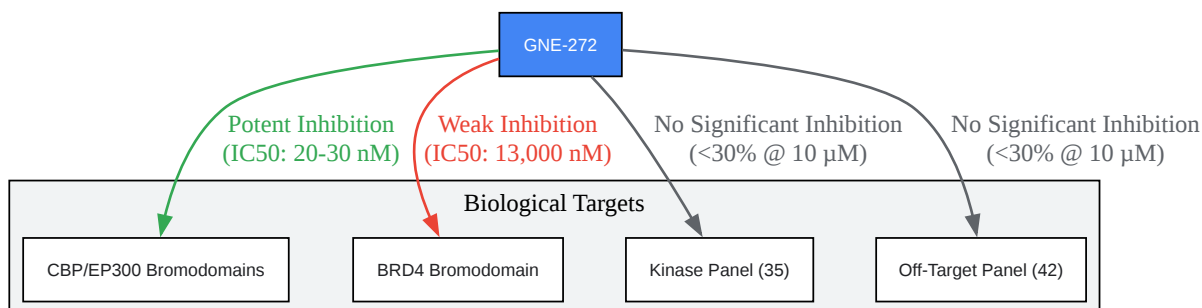 GNE-272
Potent Inhibition
(IC50: 20-30 nM)
Weak Inhibition
(IC50: 13,000 nM)
No Significant Inhibition
(<30% @ 10 µM)
No Significant Inhibition
(<30% @ 10 µM)
Biological Targets
CBP/EP300 Bromodomains
BRD4 Bromodomain
Kinase Panel (35)
Off-Target Panel (42)